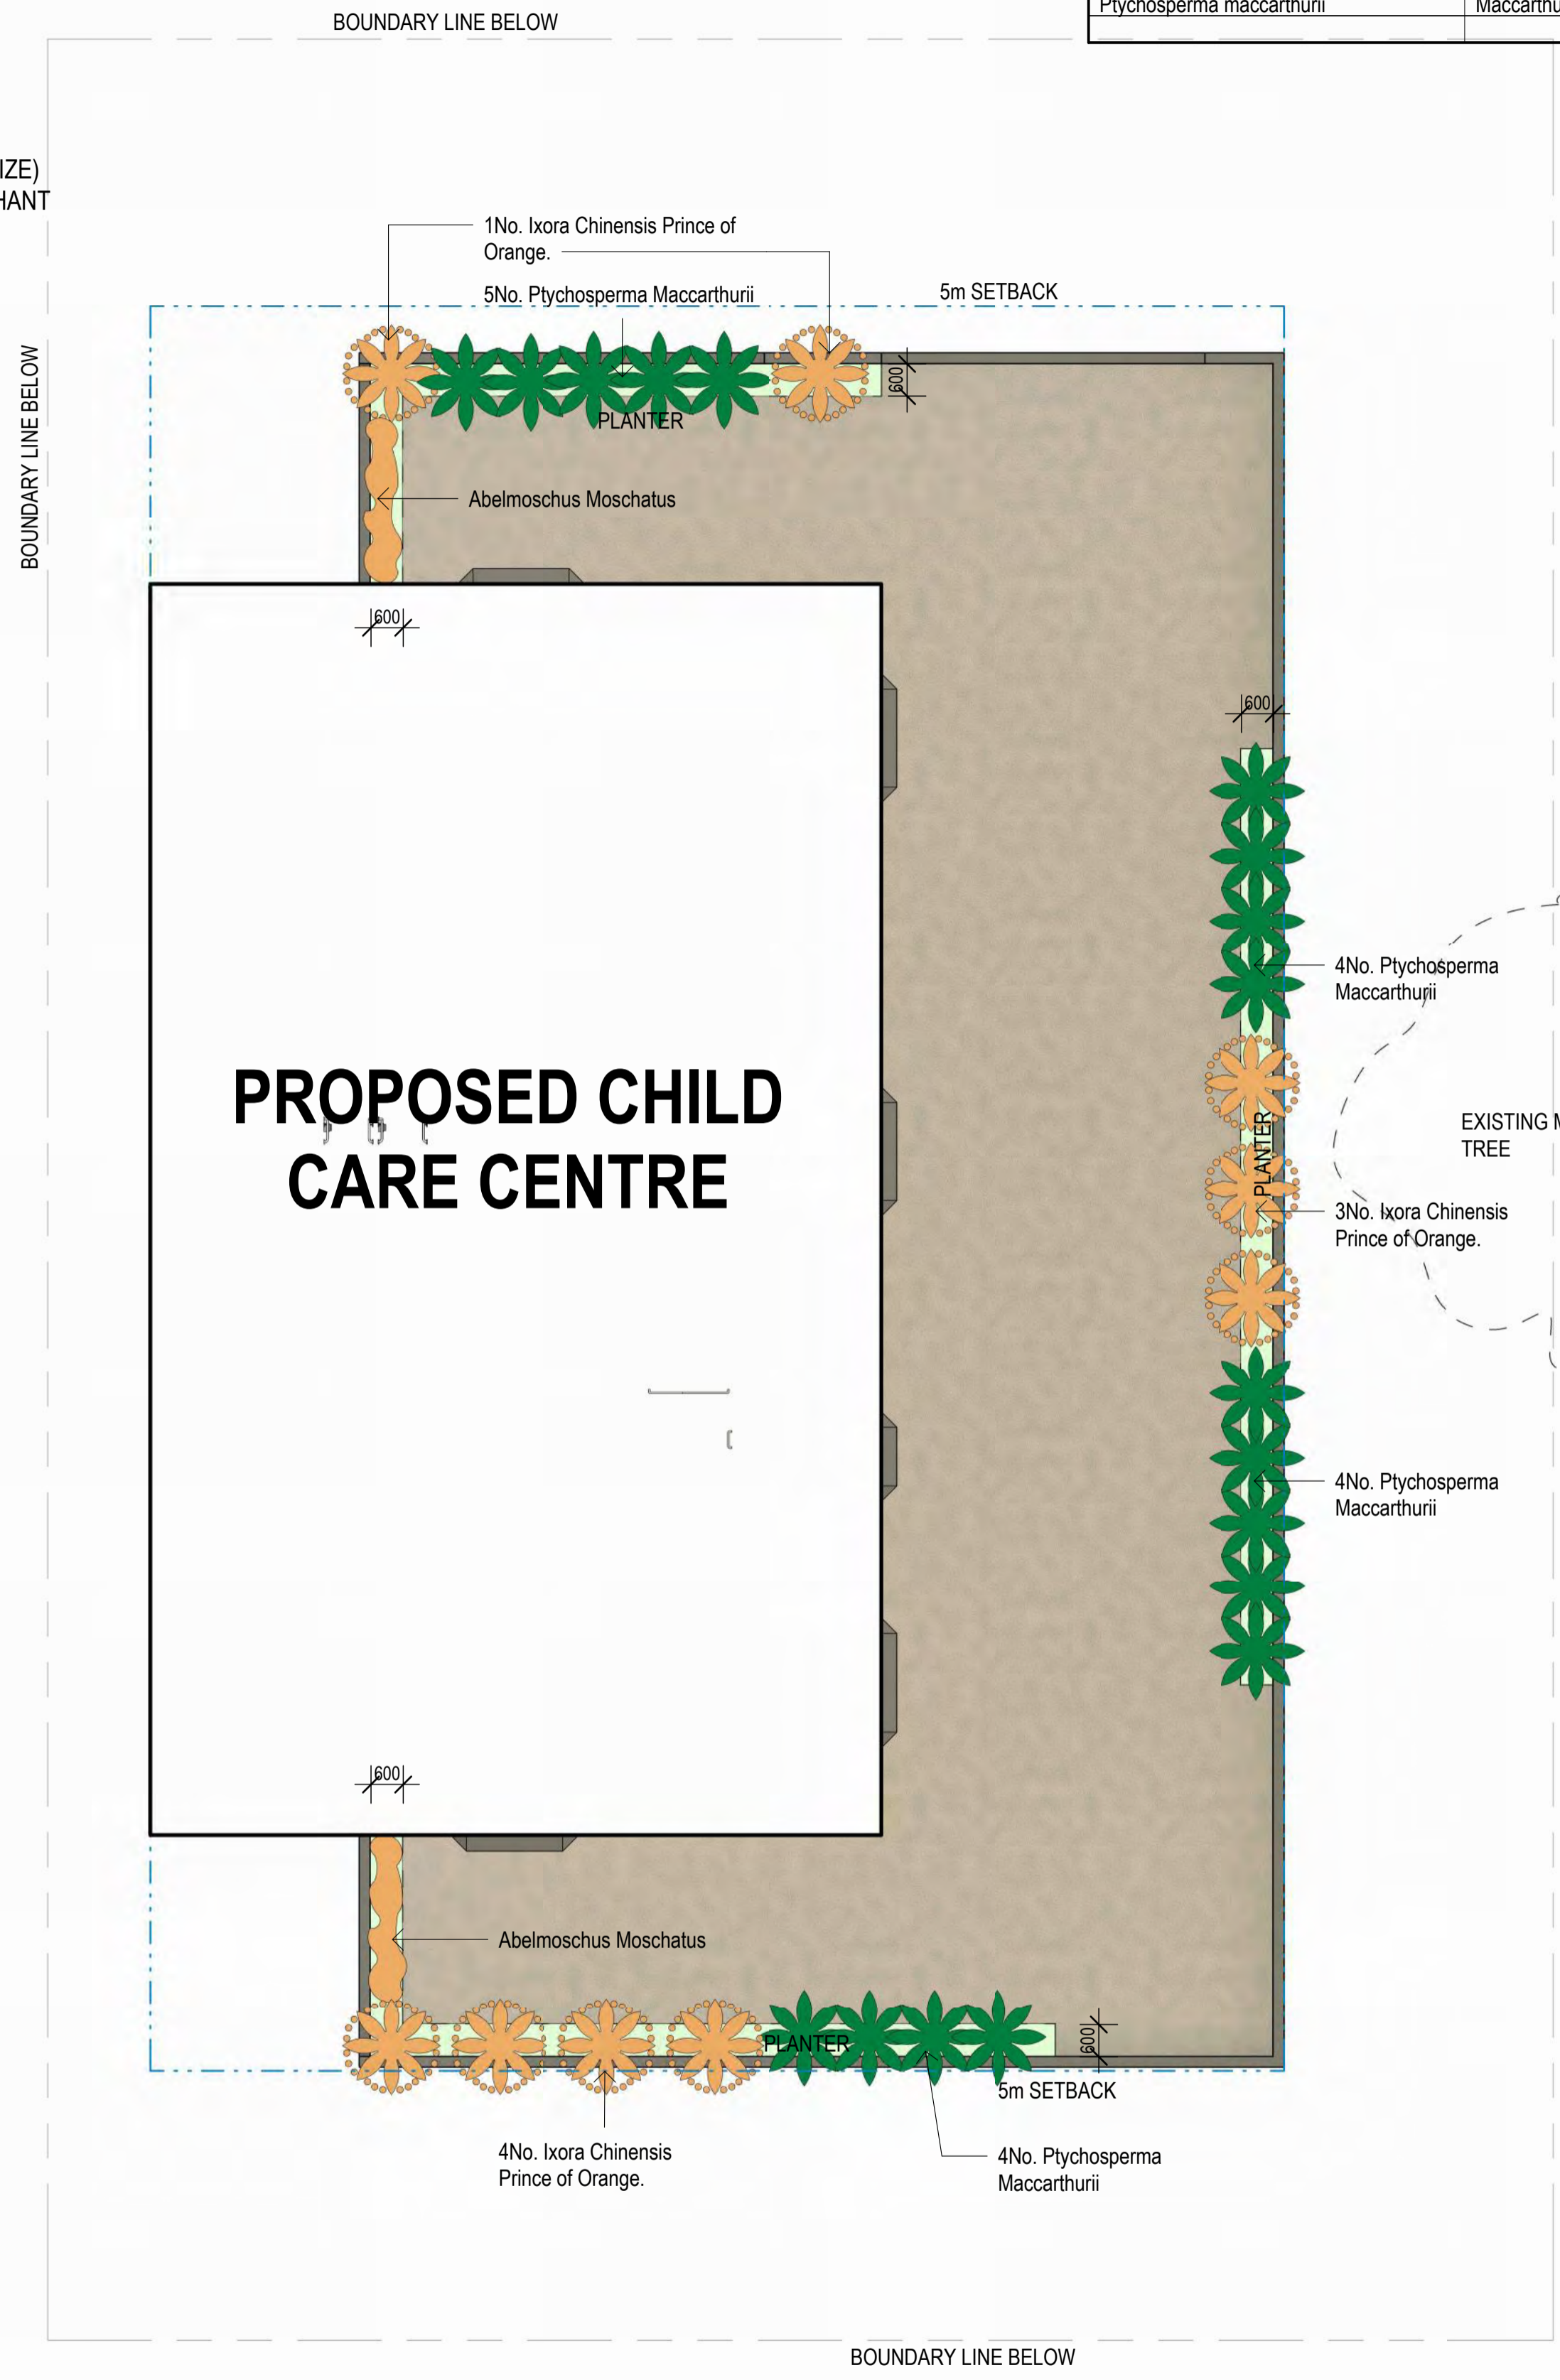 Ptychosperma maccarthurii
BOUNDARY LINE BELOW
IZE)
HANT
1No. Ixora Chinensis Prince of
Orange.
5No. Ptychosperma Maccarthurii
5m SETBACK
BOUNDARY LINE BELOW
600
PLANTER
Abelmoschus Moschatus
600
600
4No. Ptychosperma
Maccarthurii
PROPOSED CHILD
CARE CENTRE
PLANTER
EXISTING
TREE
3No. Ixora Chinensis
Prince of Orange.
4No. Ptychosperma
Maccarthurii
600
Abelmoschus Moschatus
PLANTER
600
5m SETBACK
4No. Ixora Chinensis
Prince of Orange.
4No. Ptychosperma
Maccarthurii
BOUNDARY LINE BELOW